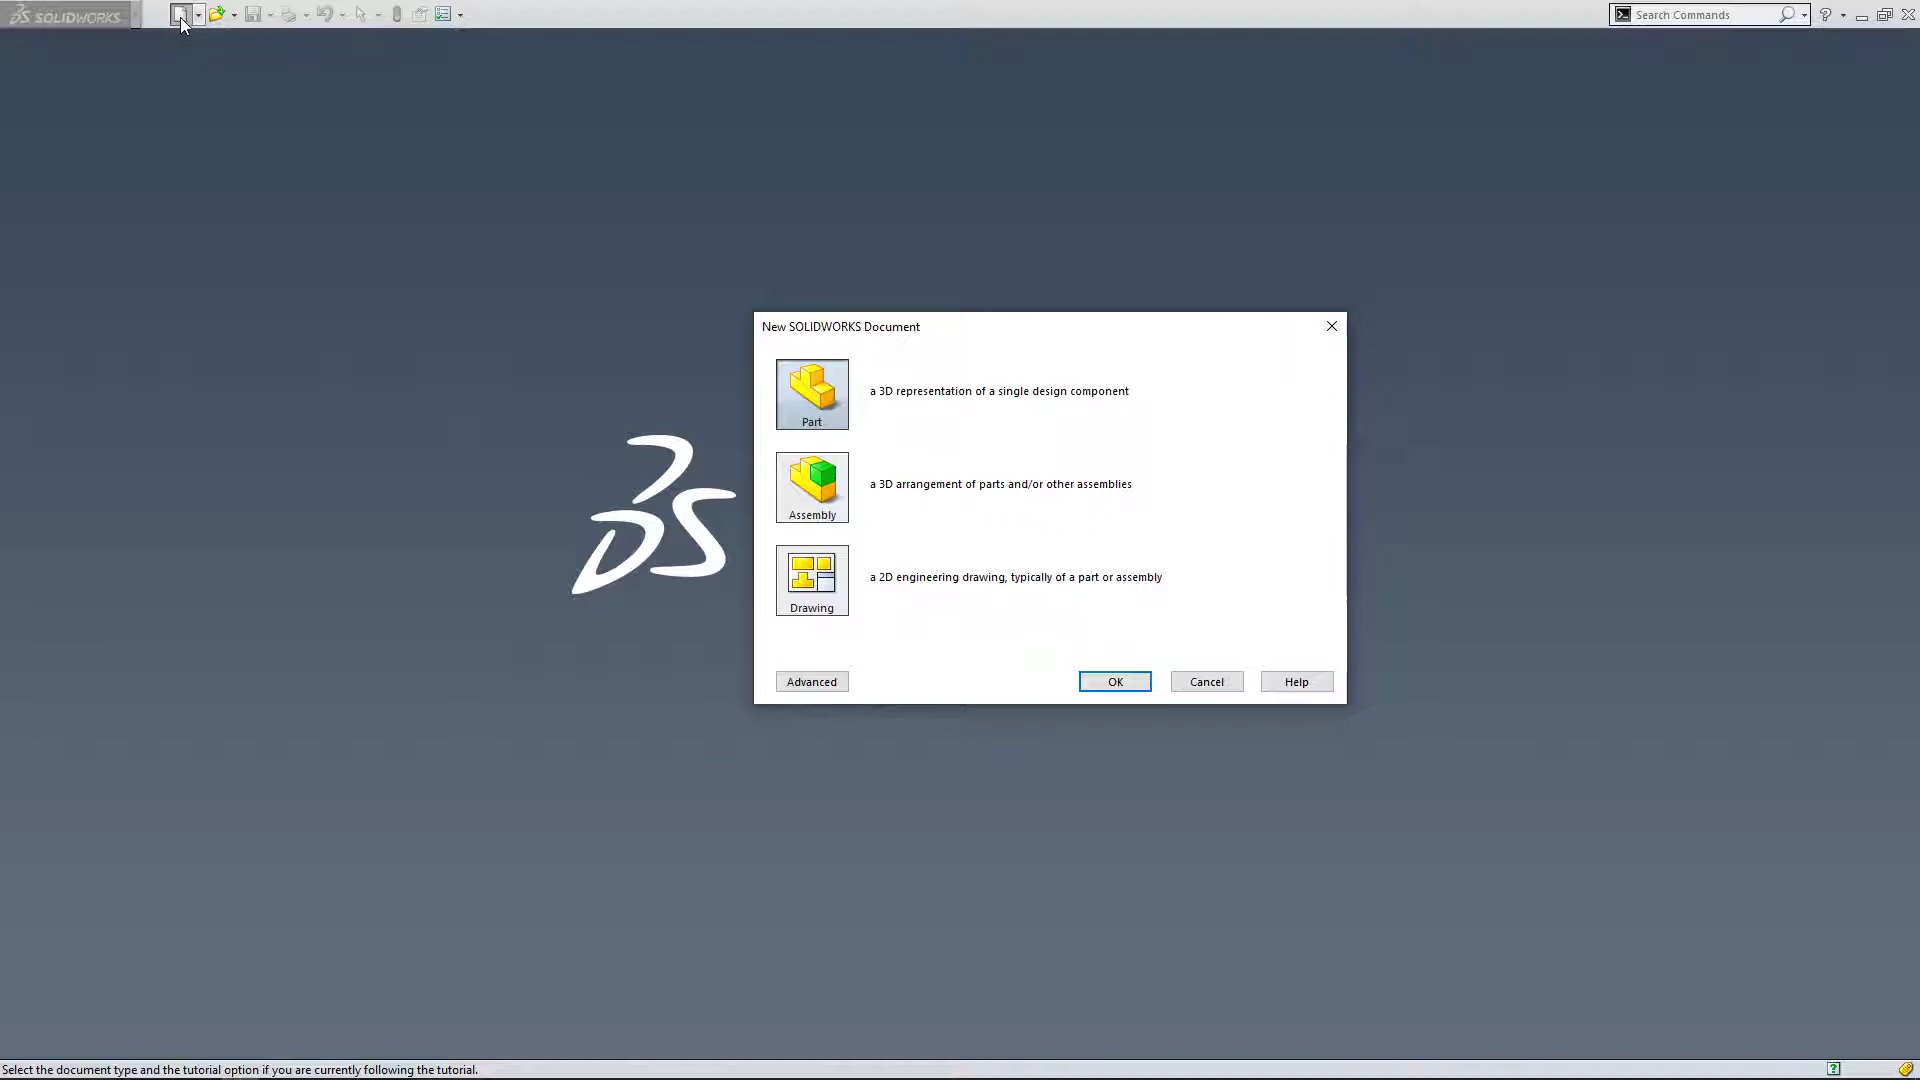 SOLIDWORKS
Search Commands
New SOLIDWORKS Document
Part
a 3D representation of a single design component
Assembly
a 3D arrangement of parts and/or other assemblies
Drawing
a 2D engineering drawing, typically of a part or assembly
Advanced
OK
Cancel
Help
Select the document type and the tutorial option if you are currently following the tutorial.